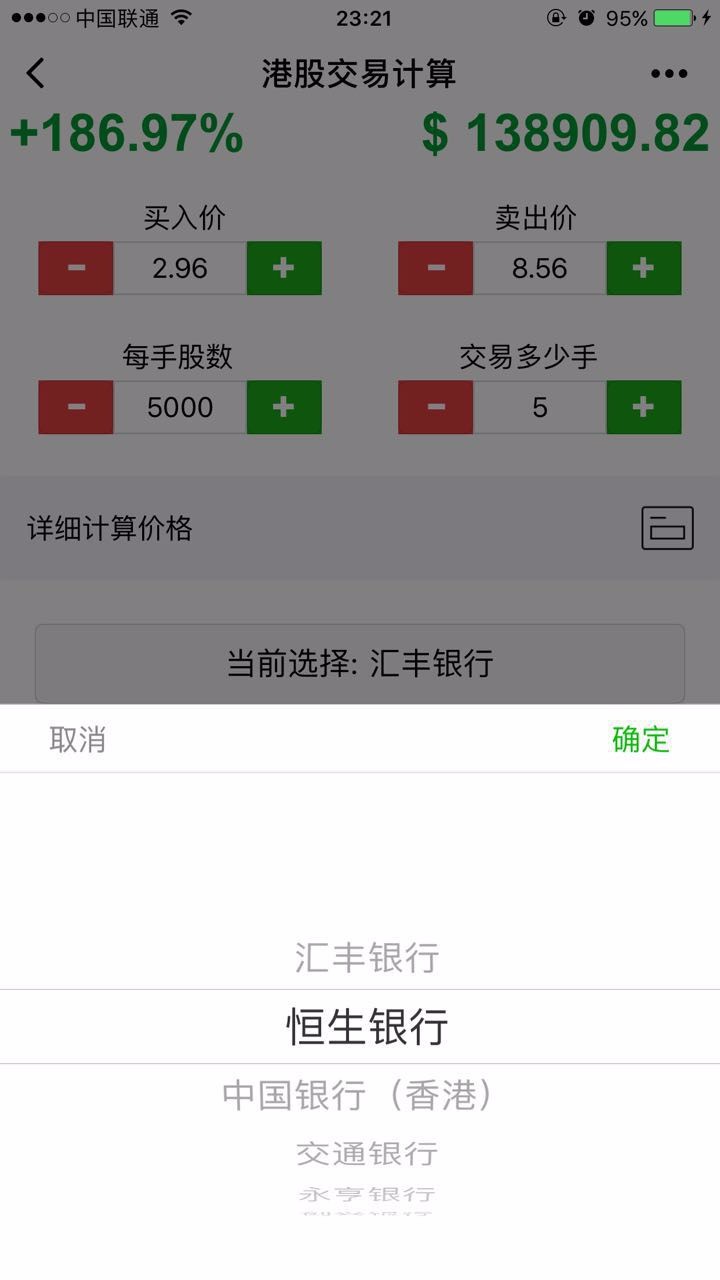 中国联通 23:21 95%
港股交易计算
+186.97% $ 138909.82
买入价 卖出价
- 2.96 + - 8.56 +
每手股数 交易多少手
- 5000 + - 5 +
详细计算价格
当前选择: 汇丰银行
取消 确定
汇丰银行
恒生银行
中国银行（香港）
交通银行
永亨银行